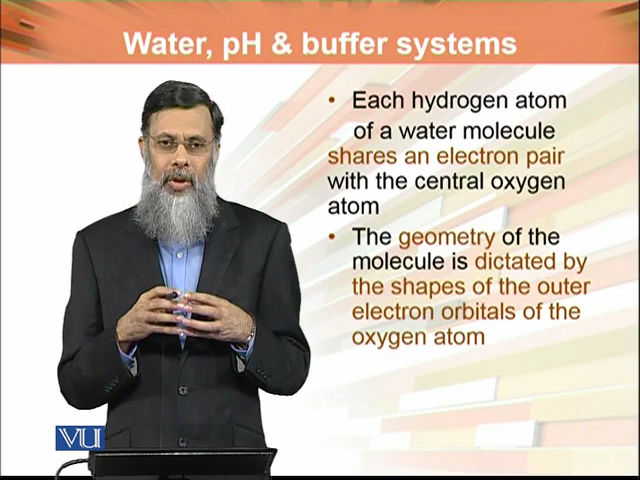 Water, pH & buffer systems
• Each hydrogen atom
of a water molecule
shares an electron pair
with the central oxygen
atom
• The geometry of the
molecule is dictated by
the shapes of the outer
electron orbitals of the
oxygen atom
VU